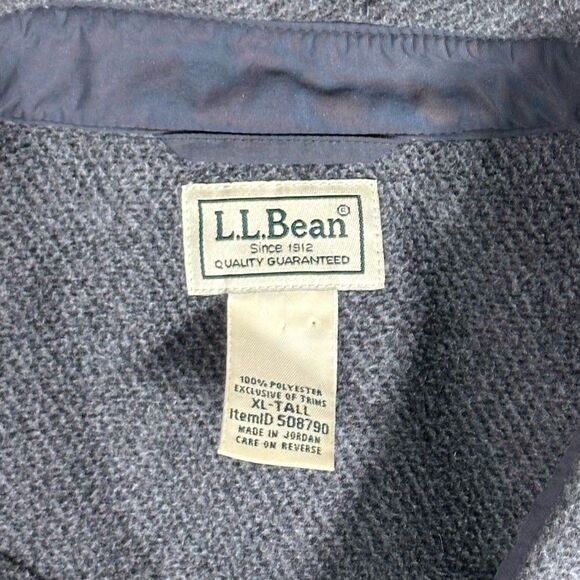 L.L.Bean®
Since 1912
QUALITY GUARANTEED
100% POLYESTER
EXCLUSIVE OF TRIMS
XL-TALL
ItemID 508790
MADE IN JORDAN
CARE ON REVERSE